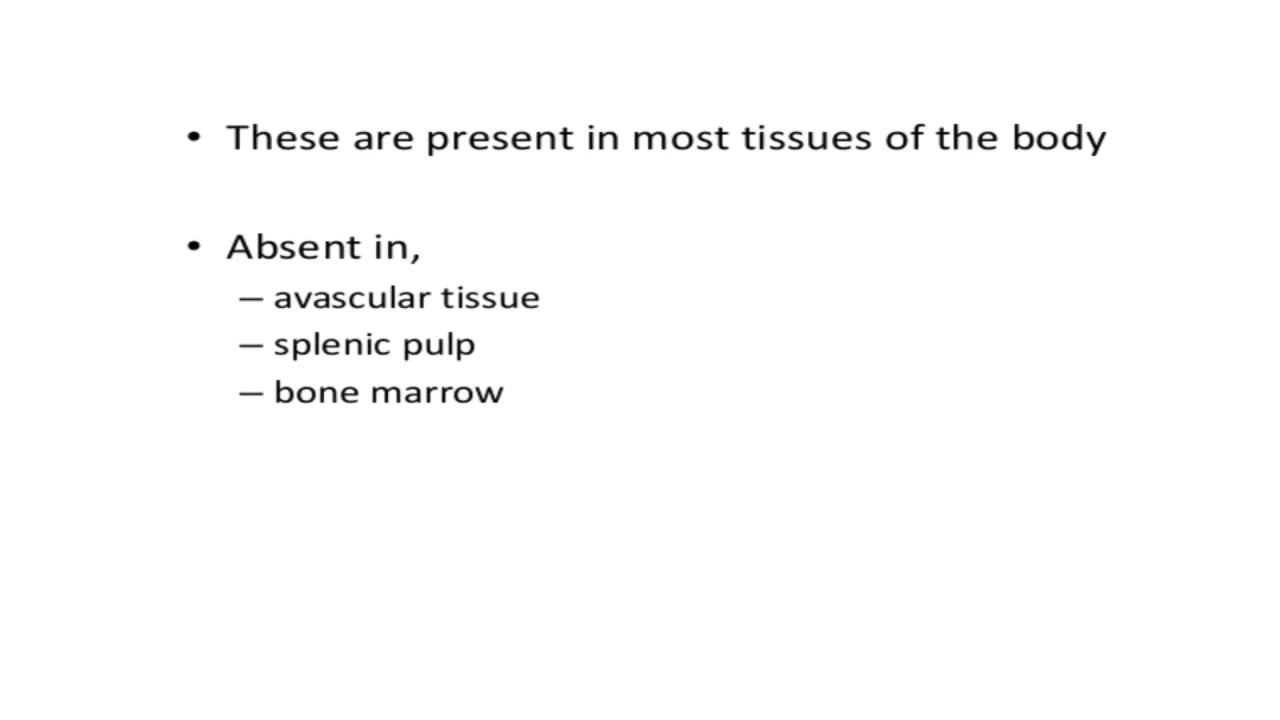 • These are present in most tissues of the body
• Absent in,
– avascular tissue
– splenic pulp
– bone marrow